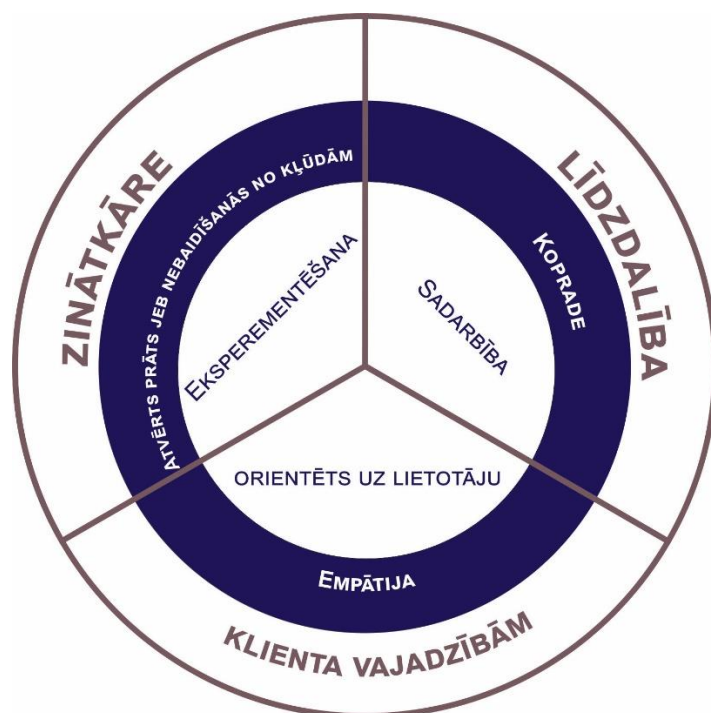 ZINĀTKĀRE
ATVĒRTS PRĀTS JEB NEBAIDĪŠANĀS NO KĻŪDĀM
EKSPEREMENTĒŠANA
LĪDZDALĪBA
KOPRADE
SADARBĪBA
ORIENTĒTS UZ LIETOTĀJU
EMPĀTIJA
KLIENTA VAJADZĪBĀM